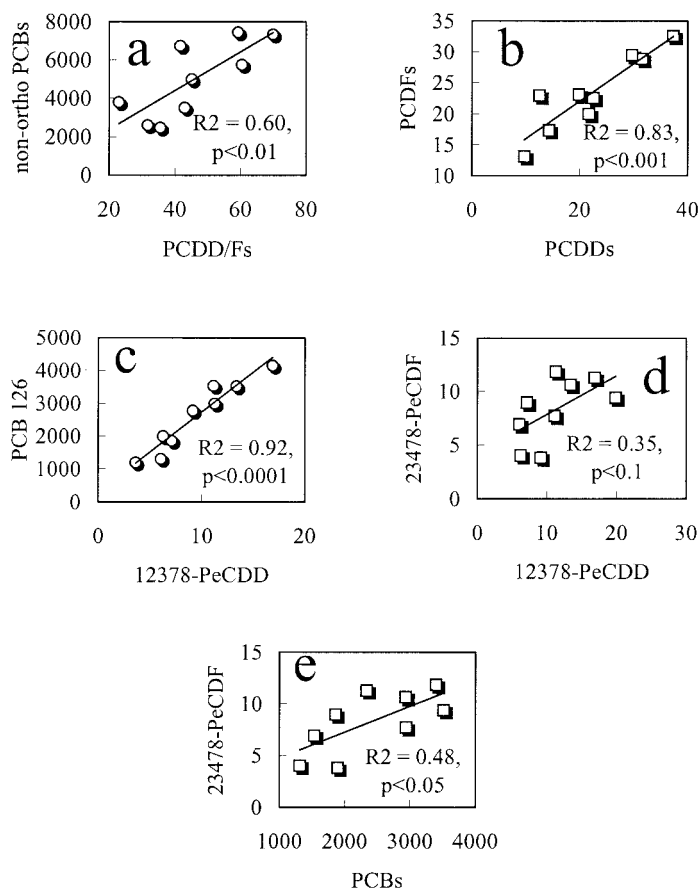 a
non-ortho PCBs
8000
6000
4000
2000
0
R2 = 0.60,
p<0.01
20 40 60 80
PCDD/Fs
b
PCDFs
35
30
25
20
15
10
R2 = 0.83,
p<0.001
0 20 40
PCDDs
c
PCB 126
5000
4000
3000
2000
1000
0
R2 = 0.92,
p<0.0001
0 10 20
12378-PeCDD
d
23478-PeCDF
15
10
5
0
R2 = 0.35,
p<0.1
0 10 20 30
12378-PeCDD
e
23478-PeCDF
15
10
5
0
R2 = 0.48,
p<0.05
1000 2000 3000 4000
PCBs